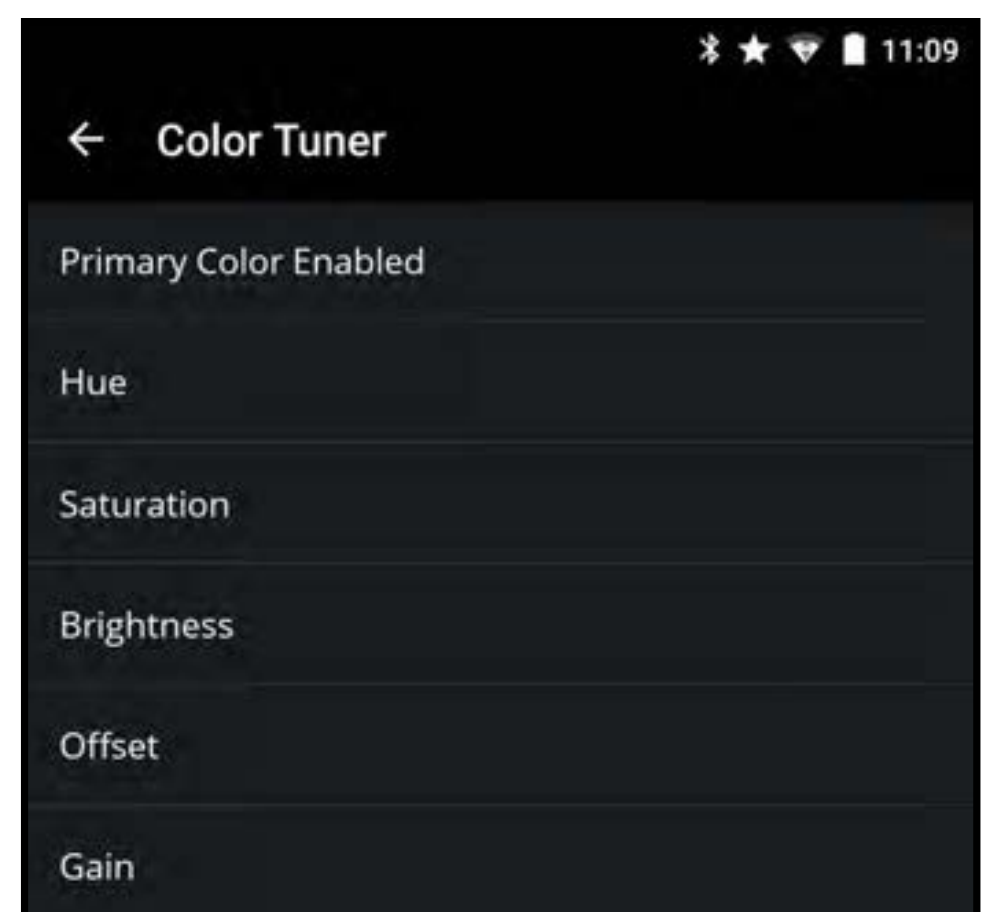 11:09
Color Tuner
Primary Color Enabled
Hue
Saturation
Brightness
Offset
Gain